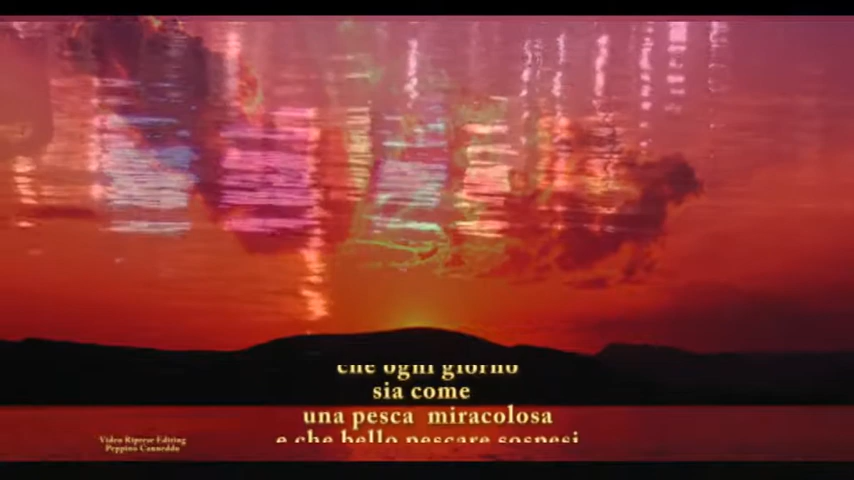 che ogni giorno
sia come
una pesca miracolosa
e che bello pescare sospesi
Video Riprese Editing
Peppino Canneddu